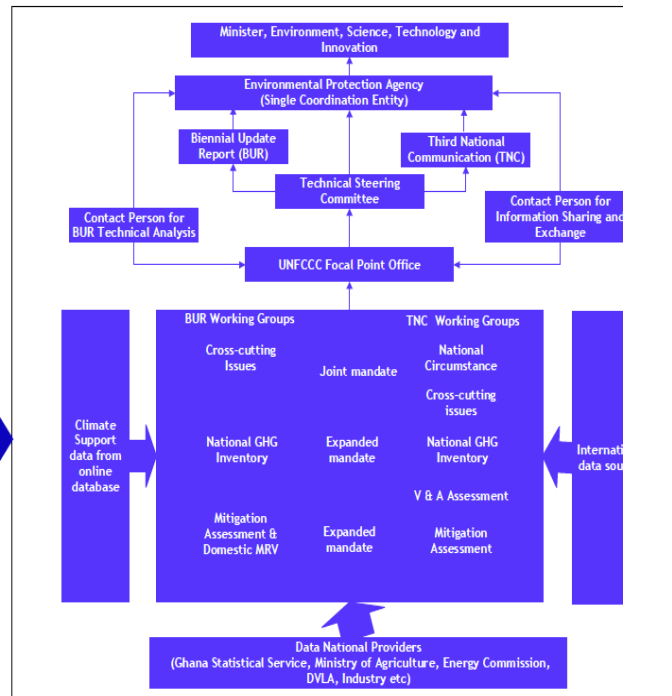 Minister, Environment, Science, Technology and
Innovation
Environmental Protection Agency
(Single Coordination Entity)
Biennial Update
Report (BUR)
Third National
Communication (TNC)
Technical Steering
Committee
Contact Person for
BUR Technical Analysis
Contact Person for
Information Sharing and
Exchange
UNFCCC Focal Point Office
BUR Working Groups
TNC Working Groups
Cross-cutting
Issues
Joint mandate
National
Circumstance
Cross-cutting
issues
Climate
Support
data from
online
database
National GHG
Inventory
Expanded
mandate
National GHG
Inventory
V & A Assessment
Mitigation
Assessment &
Domestic MRV
Expanded
mandate
Mitigation
Assessment
data
Data National Providers
(Ghana Statistical Service, Ministry of Agriculture, Energy Commission,
DVLA, Industry etc)